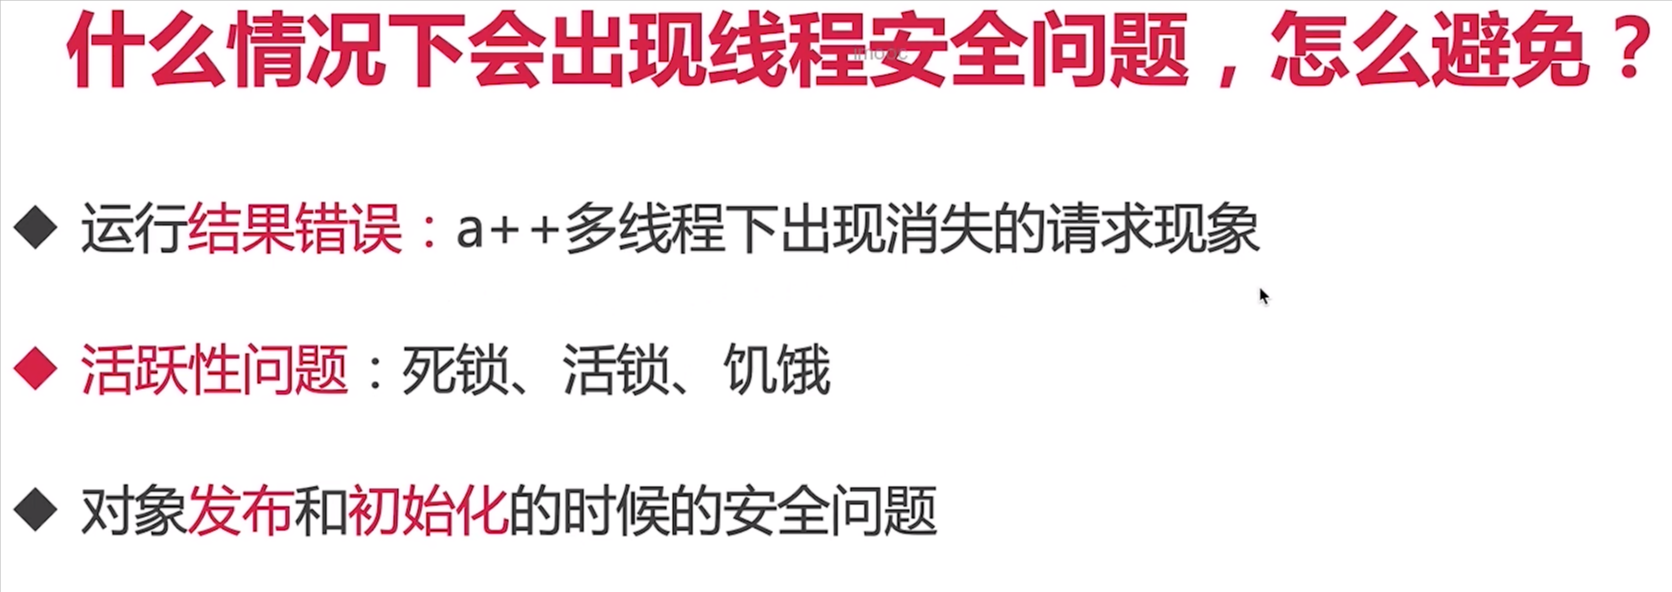 什么情况下会出现线程安全问题，怎么避免？
imooc
运行结果错误：a++多线程下出现消失的请求现象
活跃性问题：死锁、活锁、饥饿
对象发布和初始化的时候的安全问题